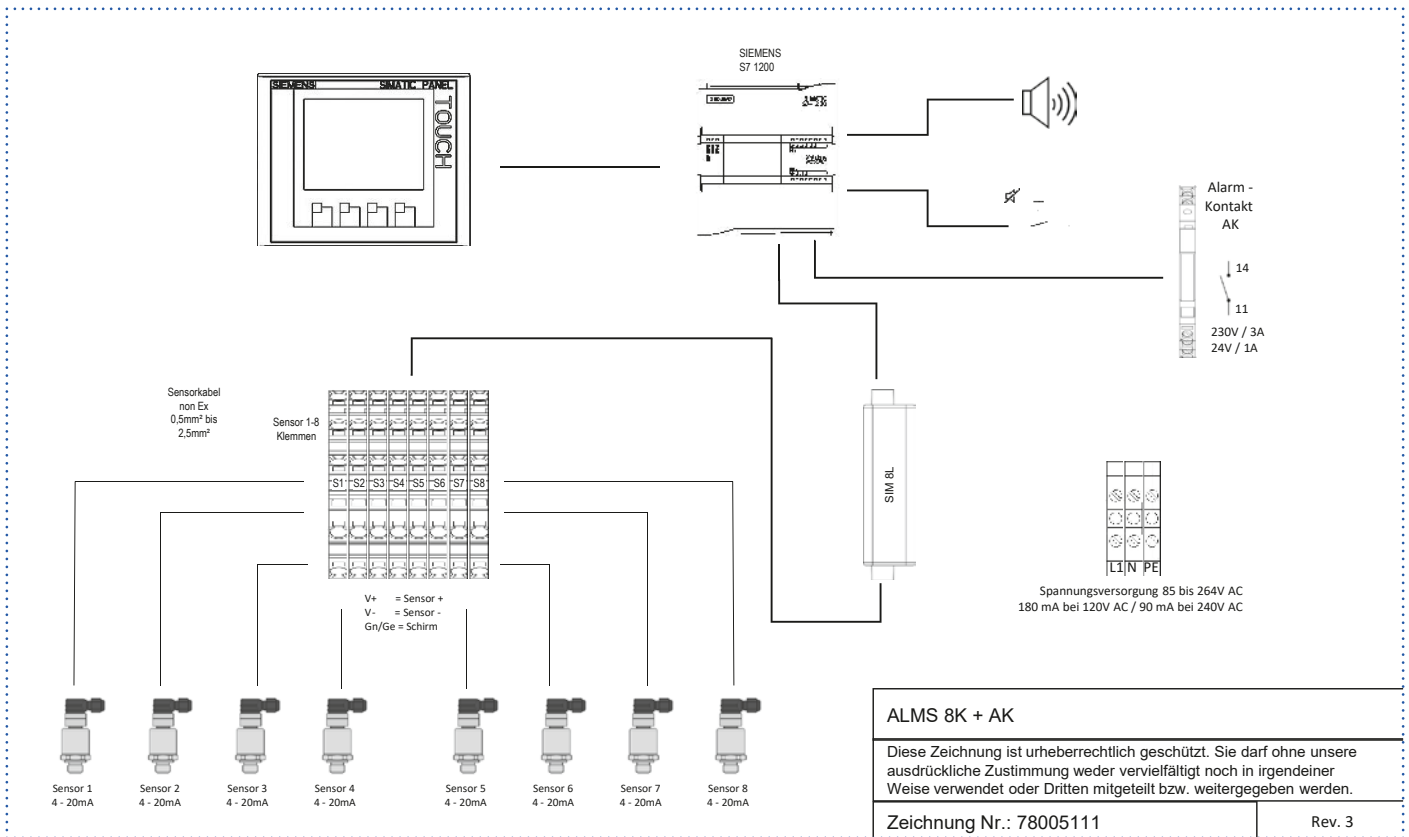 SIEMENS
S7 1200
SIEMENS SIMATIC PANEL
TOUCH
Alarm -
Kontakt
AK
14
11
230V / 3A
24V / 1A
Sensorkabel
non Ex
0,5mm² bis
2,5mm²
Sensor 1-8
Klemmen
S1 S2 S3 S4 S5 S6 S7 S8
SIM 8L
V+ = Sensor +
V- = Sensor -
Gn/Ge = Schirm
L1 N PE
Spannungsversorgung 85 bis 264V AC
180 mA bei 120V AC / 90 mA bei 240V AC
Sensor 1
4 - 20mA
Sensor 2
4 - 20mA
Sensor 3
4 - 20mA
Sensor 4
4 - 20mA
Sensor 5
4 - 20mA
Sensor 6
4 - 20mA
Sensor 7
4 - 20mA
Sensor 8
4 - 20mA
ALMS 8K + AK
Diese Zeichnung ist urheberrechtlich geschützt. Sie darf ohne unsere
ausdrückliche Zustimmung weder vervielfältigt noch in irgendeiner
Weise verwendet oder Dritten mitgeteilt bzw. weitergegeben werden.
Zeichnung Nr.: 78005111
Rev. 3